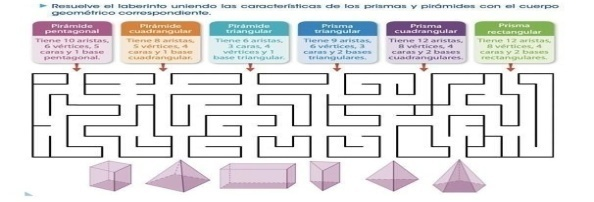 Resuelve el laberinto uniendo las características de los prismas y pirámides con el cuerpo
geométrico correspondiente.
Pirámide
pentagonal
Tiene 10 aristas,
6 vértices, 5
caras y 1 base
pentagonal.
Pirámide
cuadrangular
Tiene 8 aristas,
5 vértices, 4
caras y 1 base
cuadrangular.
Pirámide
triangular
Tiene 6 aristas,
3 caras, 4
vértices y 1
base triangular.
Prisma
triangular
Tiene 9 aristas,
6 vértices, 3
caras y 2 bases
triangulares.
Prisma
cuadrangular
Tiene 12 aristas,
8 vértices, 4
caras y 2 bases
cuadrangulares.
Prisma
rectangular
Tiene 12 aristas,
8 vértices, 4
caras y 2 bases
rectangulares.